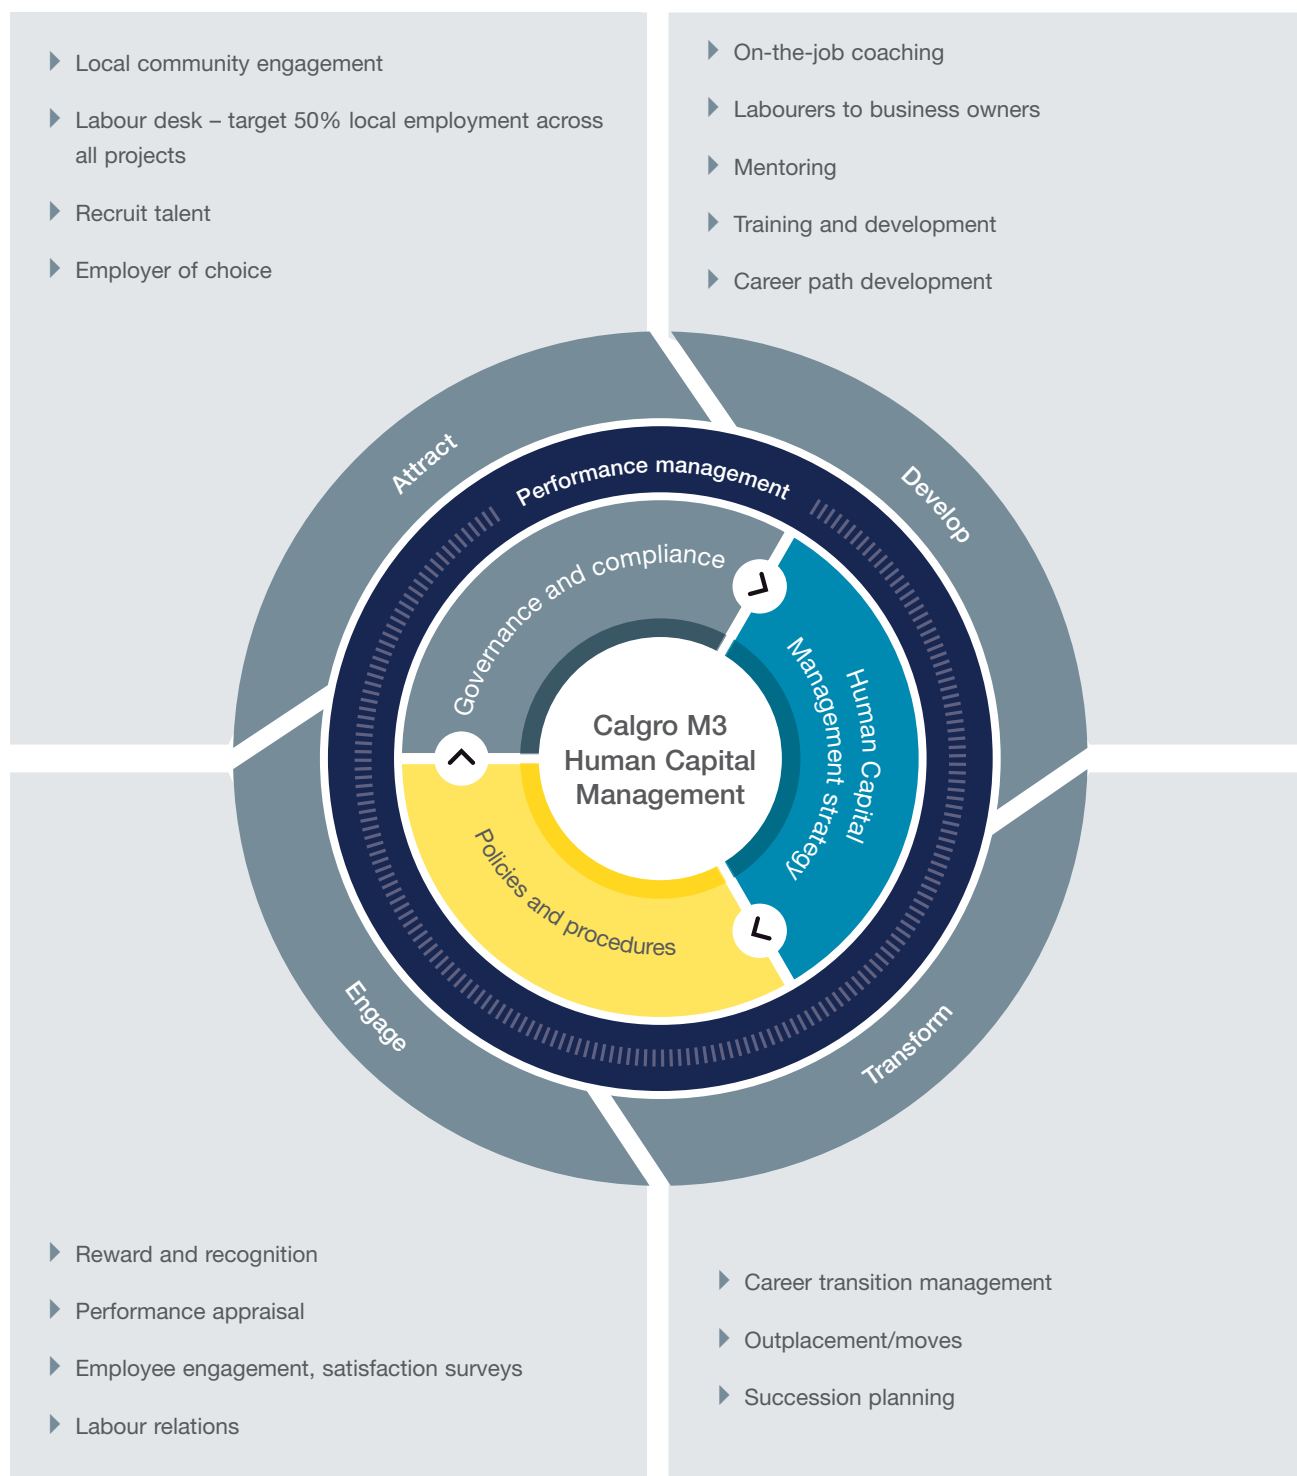 Local community engagement
Labour desk – target 50% local employment across
all projects
Recruit talent
Employer of choice
On-the-job coaching
Labourers to business owners
Mentoring
Training and development
Career path development
Attract
Develop
Performance management
Governance and compliance
Human Capital
Management strategy
Calgro M3
Human Capital
Management
Policies and procedures
Engage
Transform
Reward and recognition
Performance appraisal
Employee engagement, satisfaction surveys
Labour relations
Career transition management
Outplacement/moves
Succession planning